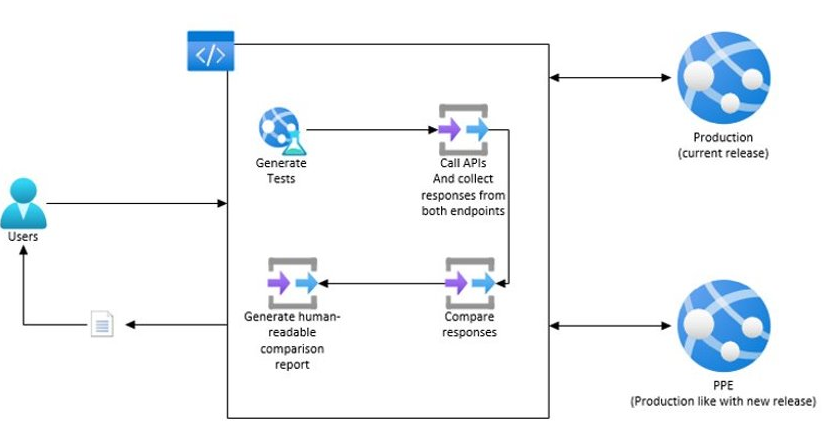 </>
Generate
Tests
Call APIs
And collect
responses from
both endpoints
Production
(current release)
Users
Generate human-
readable
comparison
report
Compare
responses
PPE
(Production like with new release)